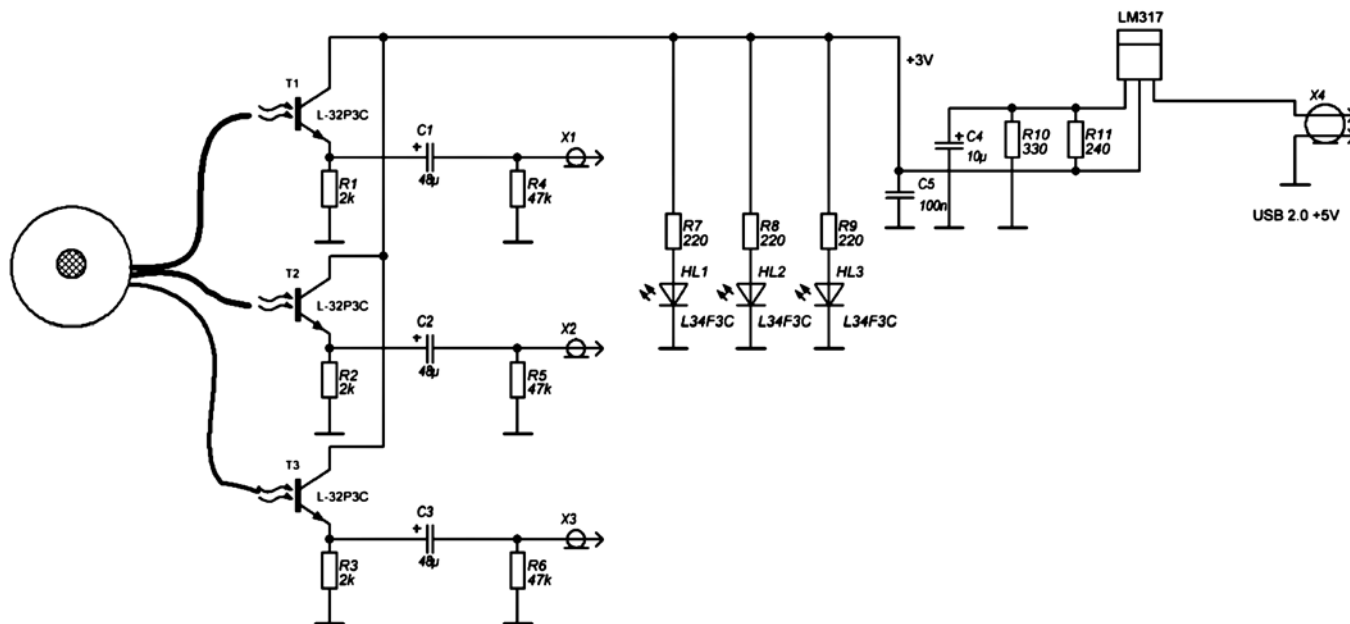 LM317
T1
L-32P3C
C1
+
48µ
X1
R1
2k
R4
47k
T2
L-32P3C
C2
+
48µ
X2
R2
2k
R5
47k
T3
L-32P3C
C3
+
48µ
X3
R3
2k
R6
47k
R7
220
HL1
L34F3C
R8
220
HL2
L34F3C
R9
220
HL3
L34F3C
+3V
+ C4
10µ
R10
330
R11
240
C5
100n
X4
USB 2.0 +5V